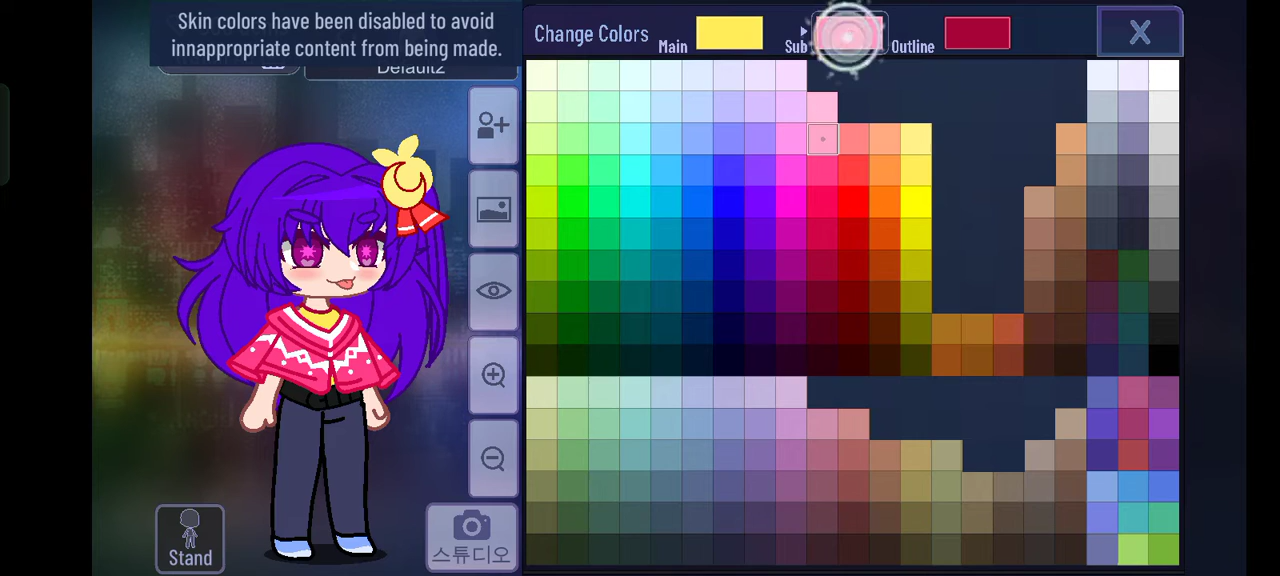 Skin colors have been disabled to avoid
innappropriate content from being made.
Default2
Change Colors
Main
Sub
Outline
X
Stand
스튜디오